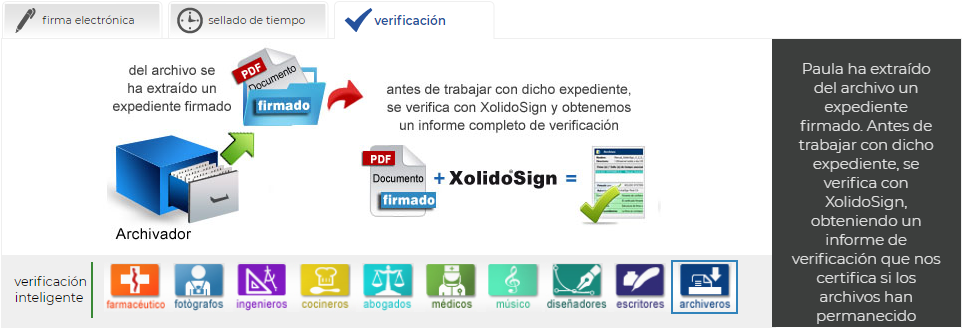 firma electrónica
sellado de tiempo
verificación
del archivo se
ha extraído un
expediente firmado
PDF
Documento
firmado
antes de trabajar con dicho expediente,
se verifica con XolidoSign y obtenemos
un informe completo de verificación
Archivador
PDF
Documento
firmado
+ XolidoSign =
Paula ha extraído
del archivo un
expediente
firmado. Antes de
trabajar con dicho
expediente, se
verifica con
XolidoSign,
obteniendo un
informe de
verificación que nos
certifica si los
archivos han
permanecido
verificación
inteligente
farmacéutico
fotógrafos
ingenieros
cocineros
abogados
médicos
músico
diseñadores
escritores
archiveros